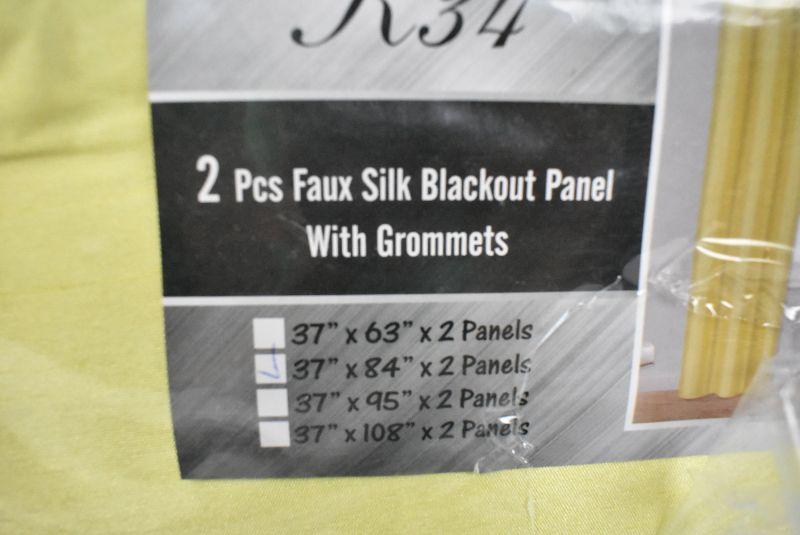 K34
2 Pcs Faux Silk Blackout Panel
With Grommets
37" x 63" x 2 Panels
37" x 84" x 2 Panels
37" x 95" x 2 Panels
37" x 108" x 2 Panels